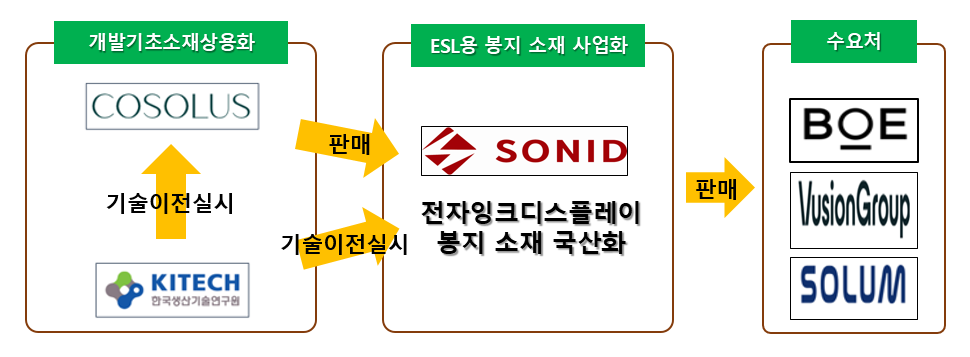 개발기초소재상용화
COSOLUS
기술이전실시
KITECH
한국생산기술연구원
판매
기술이전실시
ESL용 봉지 소재 사업화
SONID
전자잉크디스플레이
봉지 소재 국산화
판매
수요처
BOE
VusionGroup
SOLUM